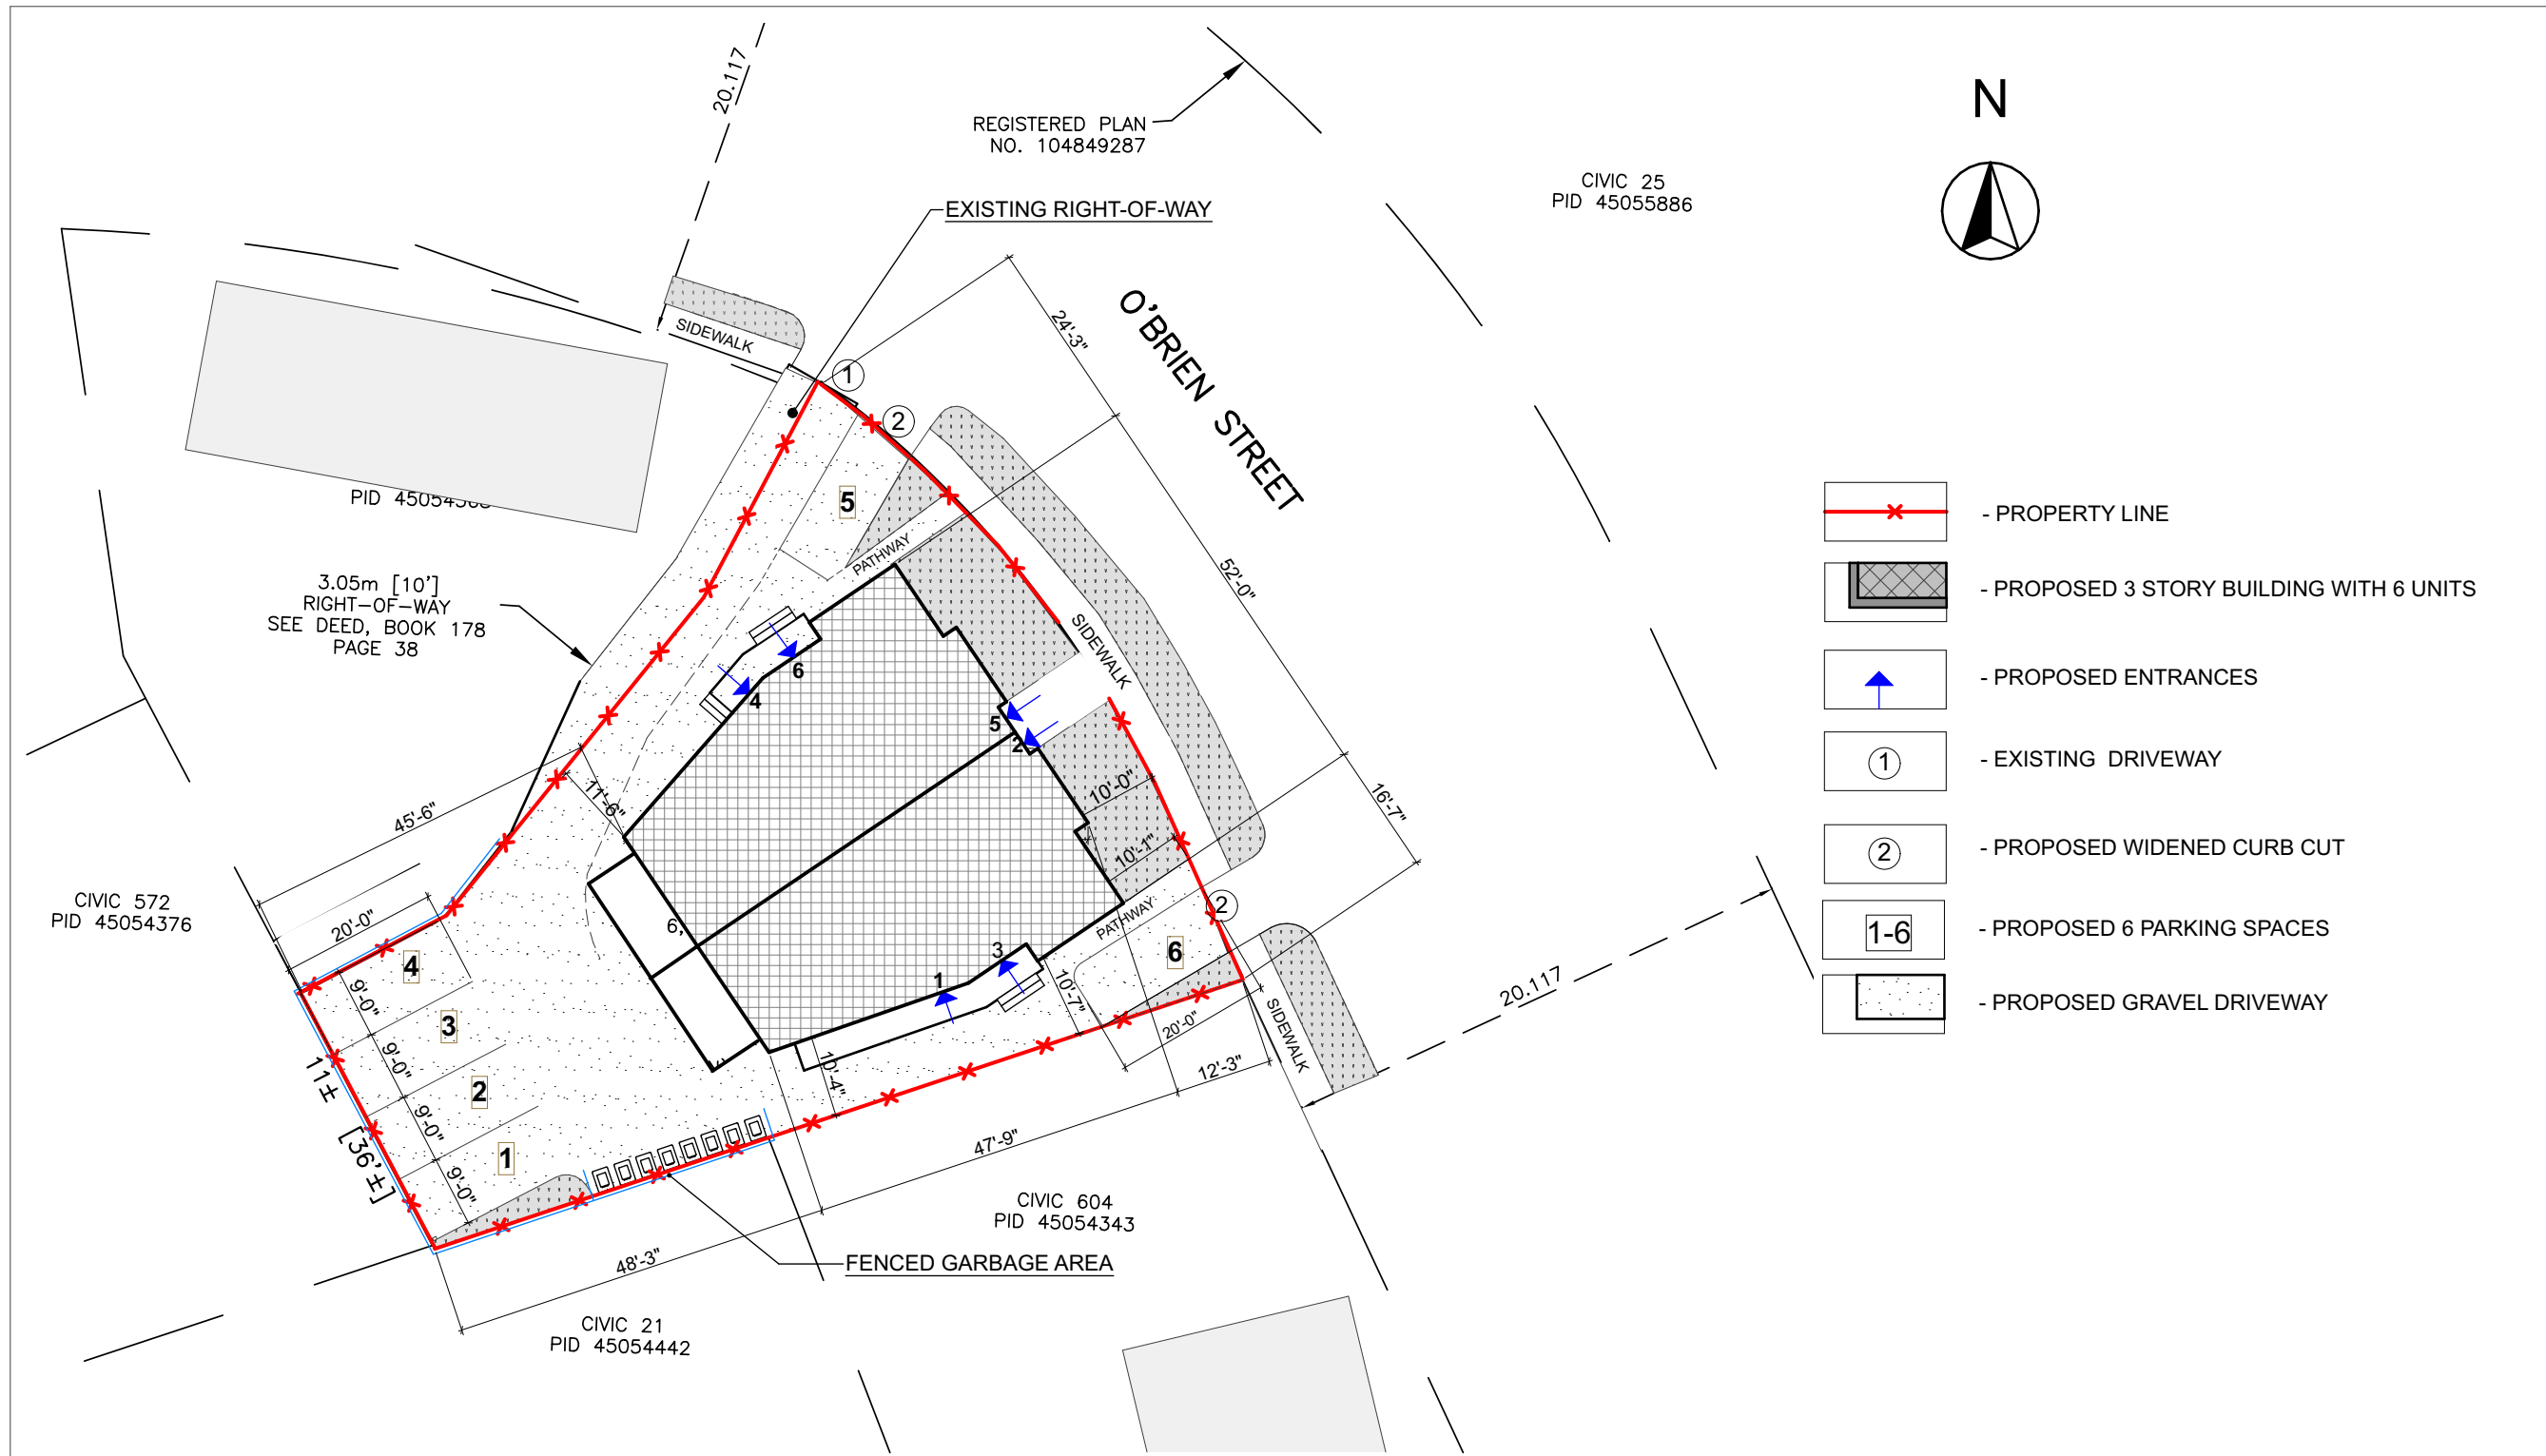 20.117
REGISTERED PLAN
NO. 104849287
N
CIVIC 25
PID 45055886
EXISTING RIGHT-OF-WAY
24'-3"
O'BRIEN STREET
SIDEWALK
1
2
5
PATHWAY
52'-0"
3.05m [10']
RIGHT-OF-WAY
SEE DEED, BOOK 178
PAGE 38
SIDEWALK
6
4
5
2
10'-0"
10'-1"
16'-7"
11'-6"
45'-6"
20'-0"
CIVIC 572
PID 45054376
4
3
2
1
9'-0"
9'-0"
9'-0"
9'-0"
11±
[36'±]
6,
1
3
PATHWAY
2
6
10'-7"
20'-0"
10'-4"
12'-3"
SIDEWALK
20.117
47'-9"
48'-3"
CIVIC 604
PID 45054343
FENCED GARBAGE AREA
CIVIC 21
PID 45054442
- PROPERTY LINE
- PROPOSED 3 STORY BUILDING WITH 6 UNITS
- PROPOSED ENTRANCES
1 - EXISTING DRIVEWAY
2 - PROPOSED WIDENED CURB CUT
1-6 - PROPOSED 6 PARKING SPACES
- PROPOSED GRAVEL DRIVEWAY